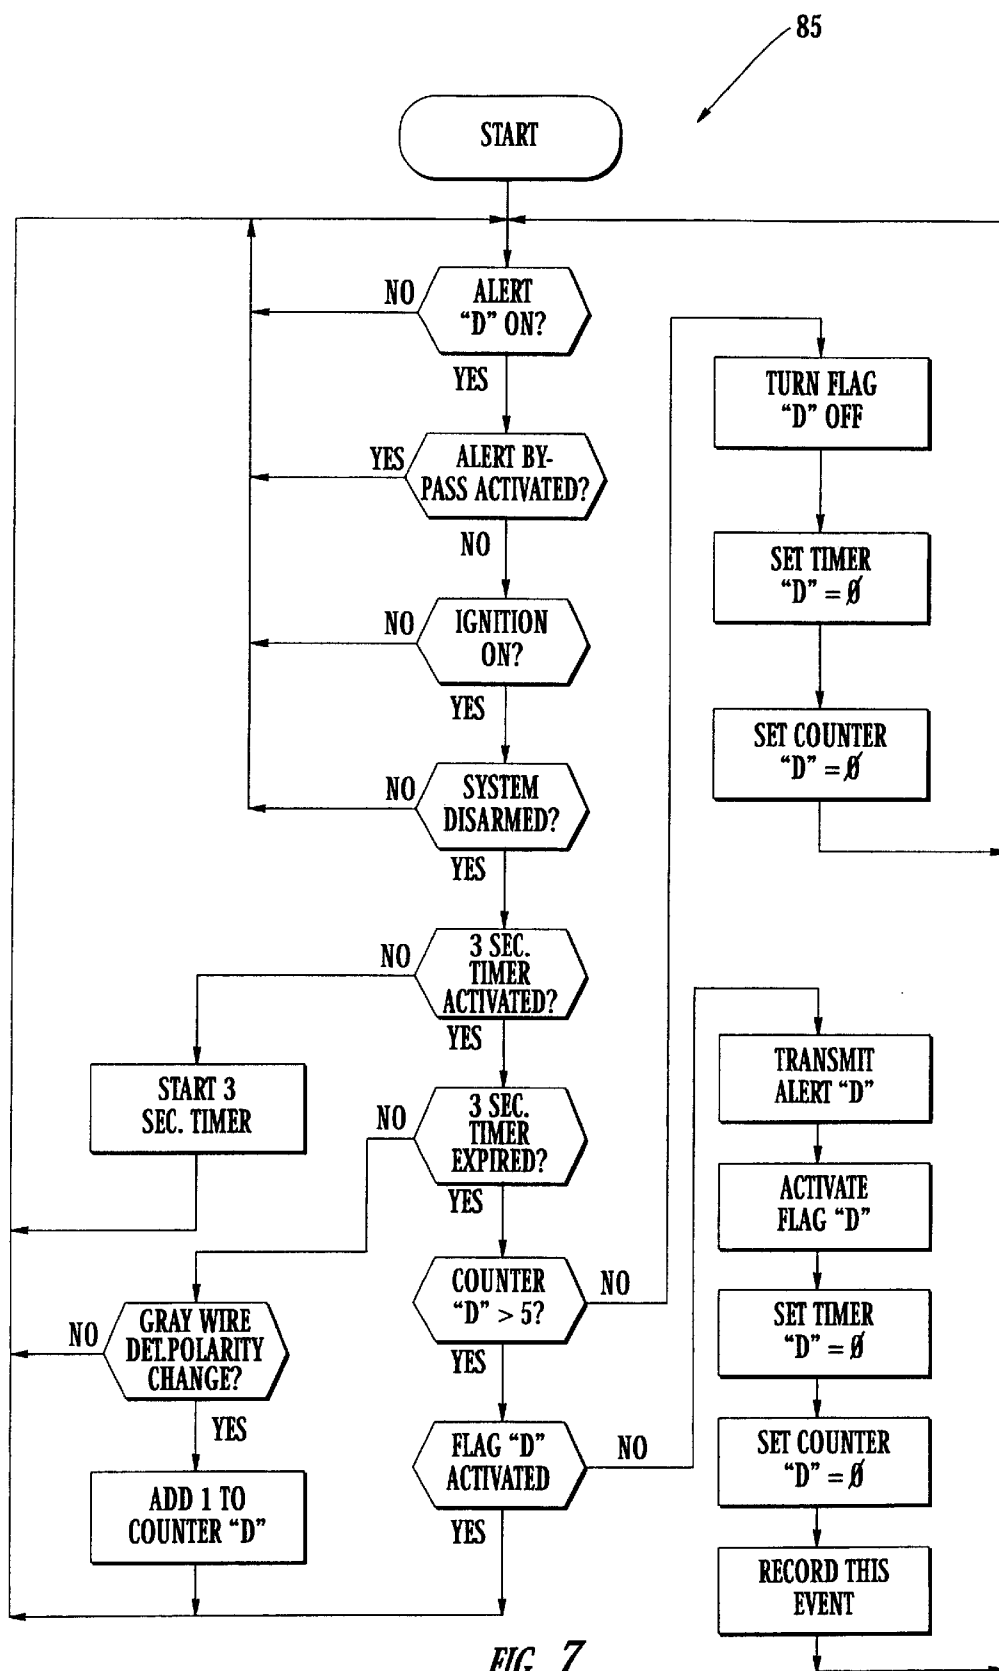 85
START
ALERT
"D" ON?
NO
YES
ALERT BY-
PASS ACTIVATED?
YES
NO
IGNITION
ON?
NO
YES
SYSTEM
DISARMED?
NO
YES
3 SEC.
TIMER
ACTIVATED?
NO
YES
START 3
SEC. TIMER
3 SEC.
TIMER
EXPIRED?
NO
YES
GRAY WIRE
DET.POLARITY
CHANGE?
NO
YES
ADD 1 TO
COUNTER "D"
COUNTER
"D" > 5?
NO
YES
FLAG "D"
ACTIVATED
NO
YES
TURN FLAG
"D" OFF
SET TIMER
"D" = Ø
SET COUNTER
"D" = Ø
TRANSMIT
ALERT "D"
ACTIVATE
FLAG "D"
SET TIMER
"D" = Ø
SET COUNTER
"D" = Ø
RECORD THIS
EVENT
FIG. 7